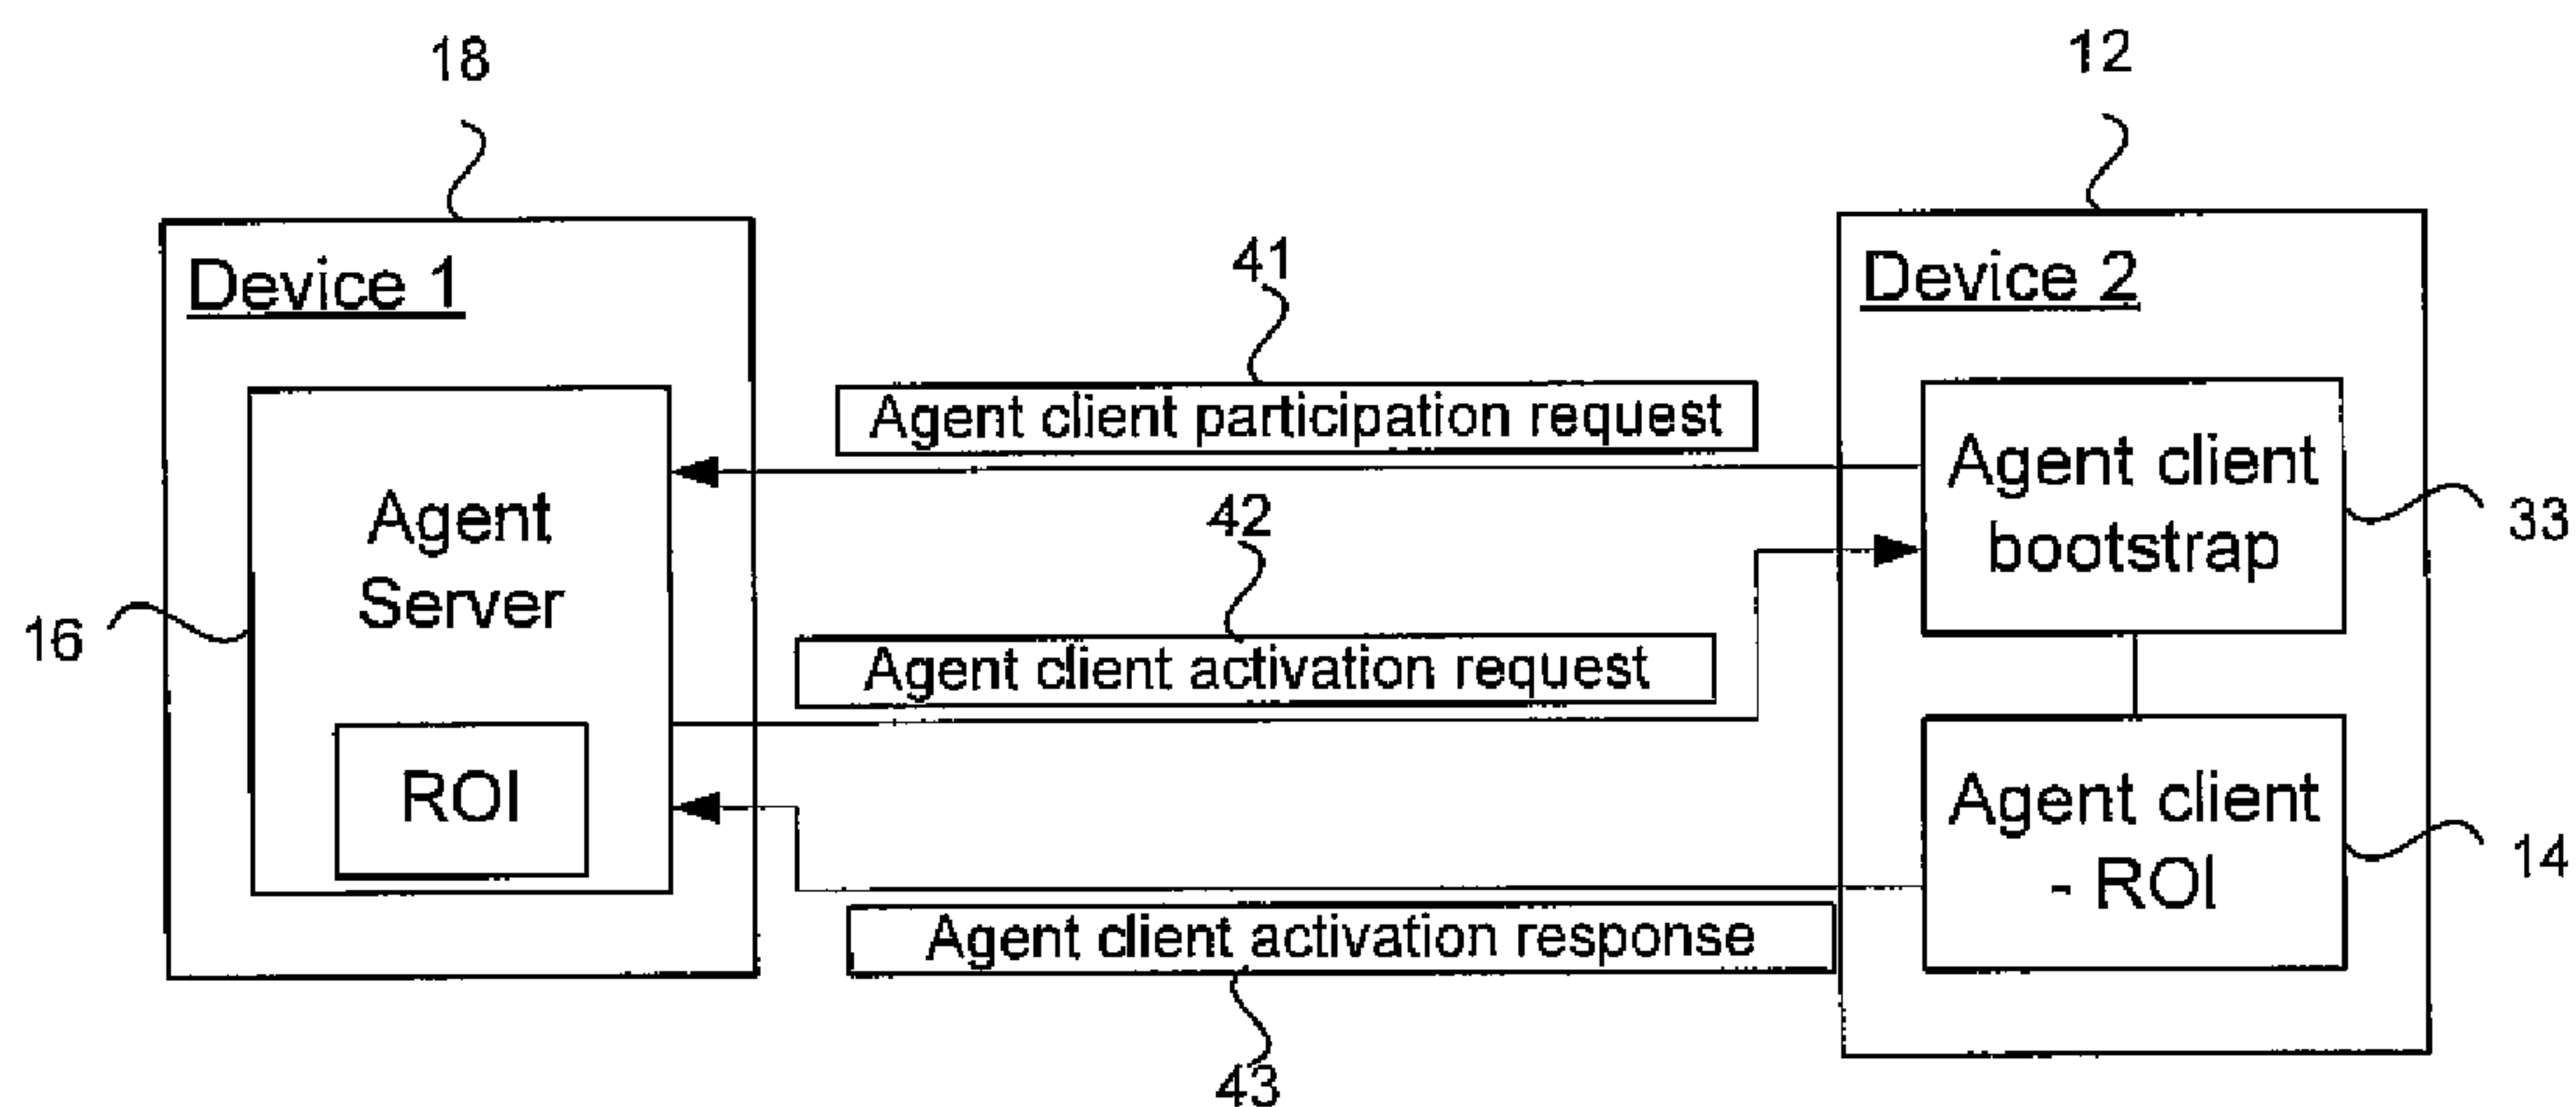 18
12
Device 1
41
Device 2
Agent client participation request
Agent client
bootstrap
33
Agent
Server
42
16
Agent client activation request
ROI
Agent client
- ROI
14
Agent client activation response
43